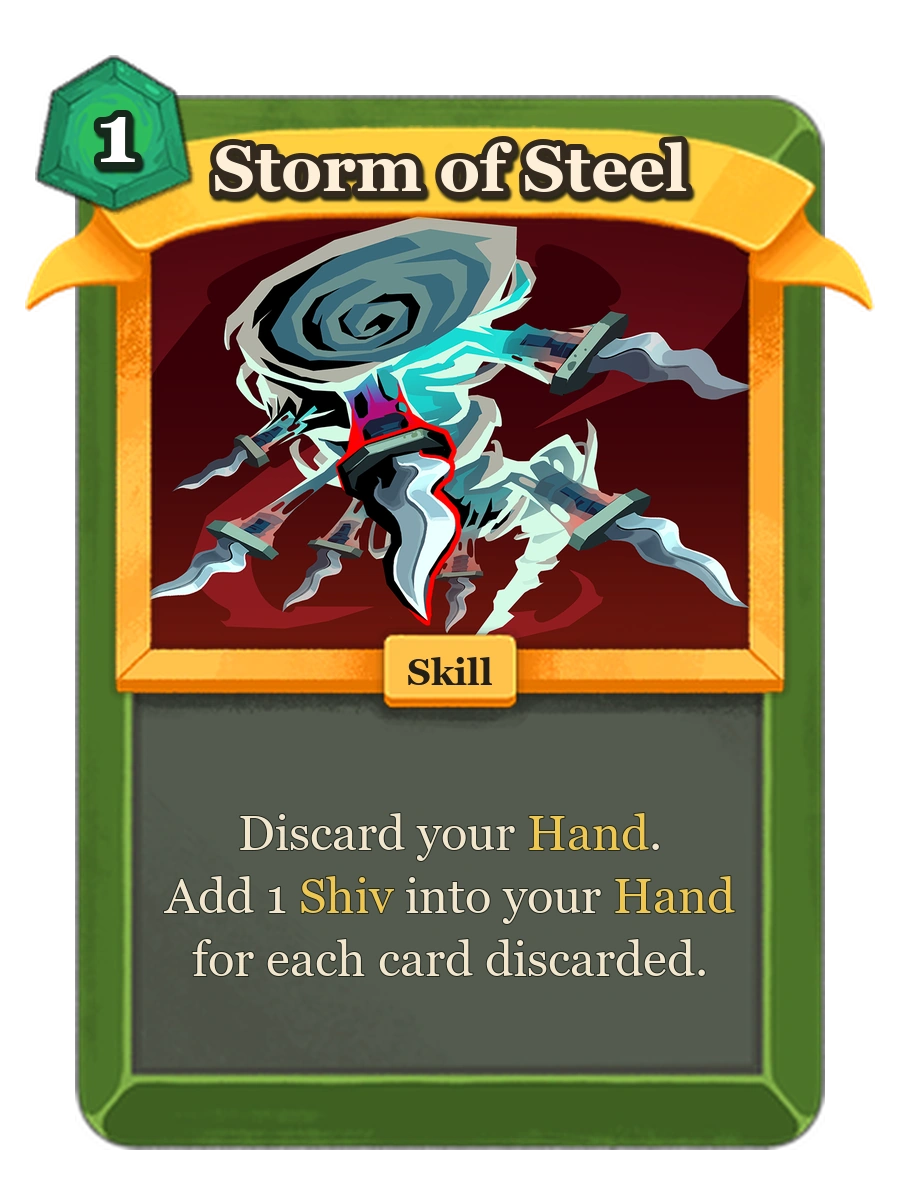 1
Storm of Steel
Skill
Discard your Hand.
Add 1 Shiv into your Hand
for each card discarded.